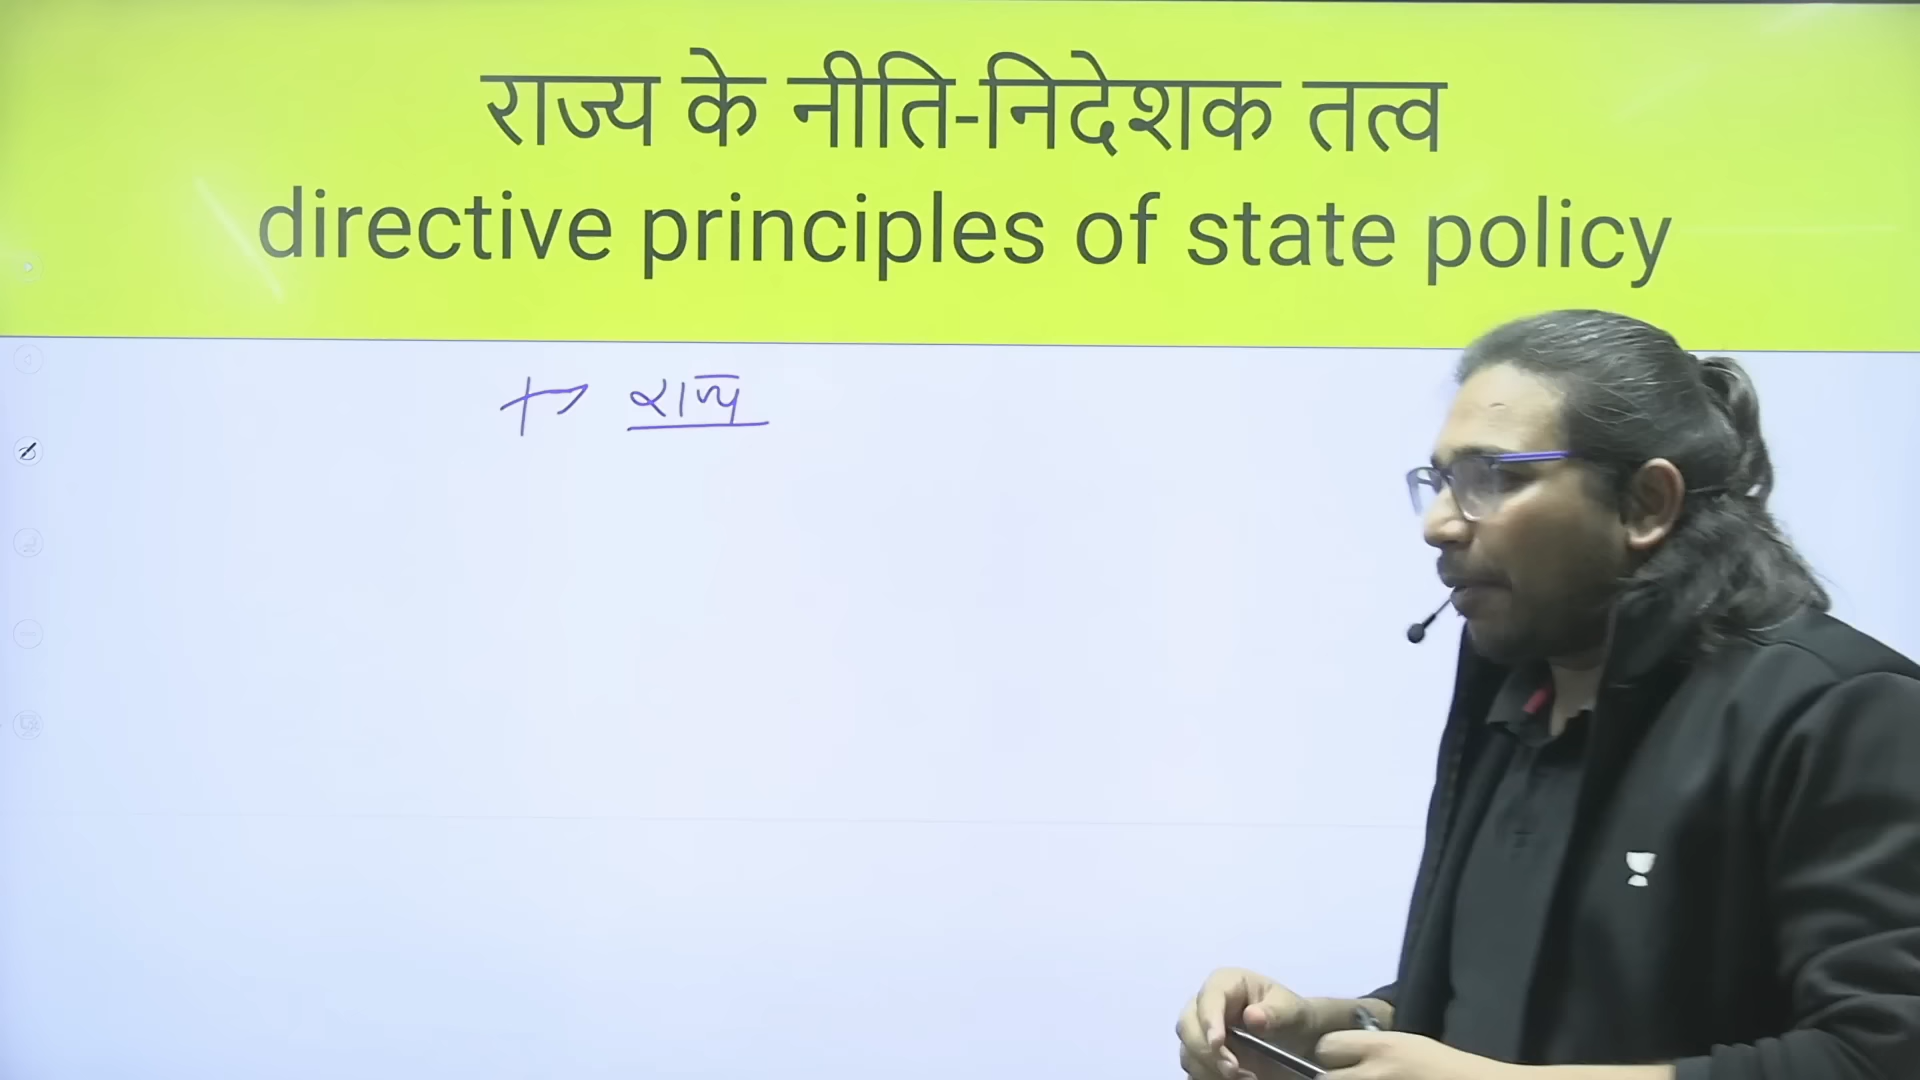 राज्य के नीति-निदेशक तत्व
directive principles of state policy
राज्य